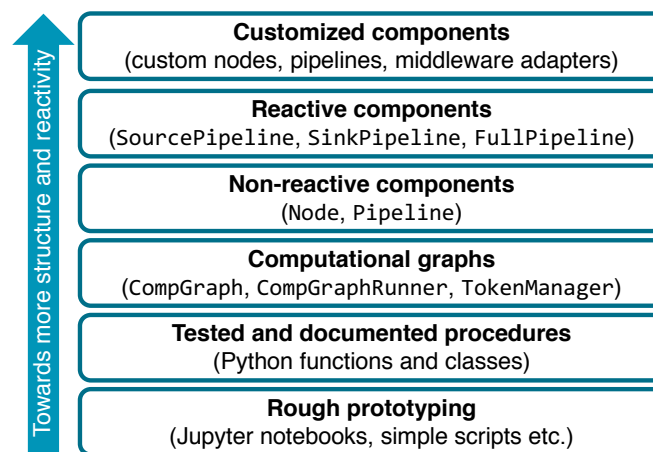 Towards more structure and reactivity
Customized components
(custom nodes, pipelines, middleware adapters)
Reactive components
(SourcePipeline, SinkPipeline, FullPipeline)
Non-reactive components
(Node, Pipeline)
Computational graphs
(CompGraph, CompGraphRunner, TokenManager)
Tested and documented procedures
(Python functions and classes)
Rough prototyping
(Jupyter notebooks, simple scripts etc.)